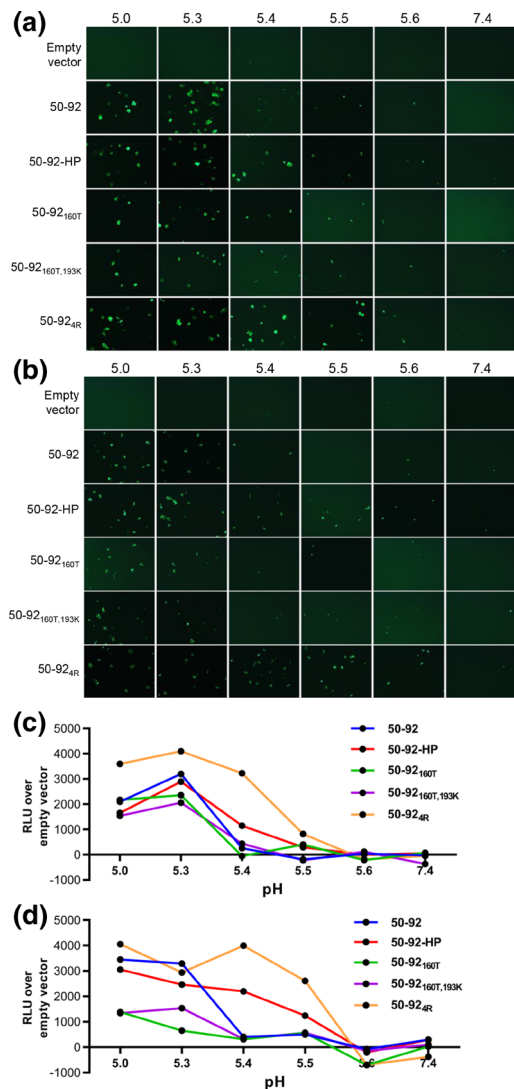 (a)
5.0 5.3 5.4 5.5 5.6 7.4
Empty
vector
50-92
50-92-HP
50-92160T
50-92160T,193K
50-924R
(b)
5.0 5.3 5.4 5.5 5.6 7.4
Empty
vector
50-92
50-92-HP
50-92160T
50-92160T,193K
50-924R
(c)
RLU over
empty vector
5000
4000
3000
2000
1000
0
-1000
5.0 5.3 5.4 5.5 5.6 7.4
pH
50-92
50-92-HP
50-92160T
50-92160T,193K
50-924R
(d)
RLU over
empty vector
5000
4000
3000
2000
1000
0
-1000
5.0 5.3 5.4 5.5 5.6 7.4
pH
50-92
50-92-HP
50-92160T
50-92160T,193K
50-924R